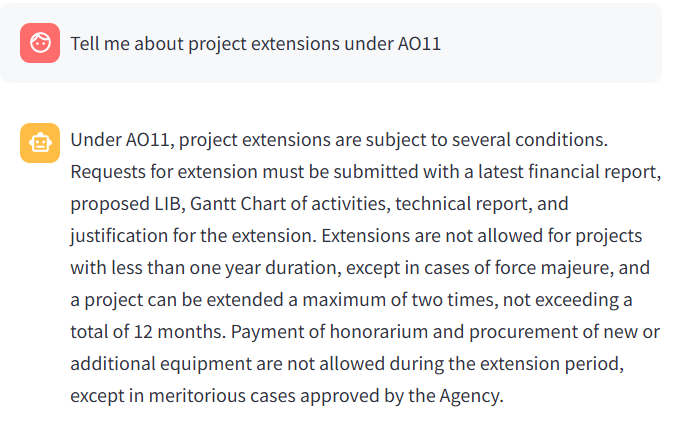 Tell me about project extensions under AO11
Under AO11, project extensions are subject to several conditions.
Requests for extension must be submitted with a latest financial report,
proposed LIB, Gantt Chart of activities, technical report, and
justification for the extension. Extensions are not allowed for projects
with less than one year duration, except in cases of force majeure, and
a project can be extended a maximum of two times, not exceeding a
total of 12 months. Payment of honorarium and procurement of new or
additional equipment are not allowed during the extension period,
except in meritorious cases approved by the Agency.